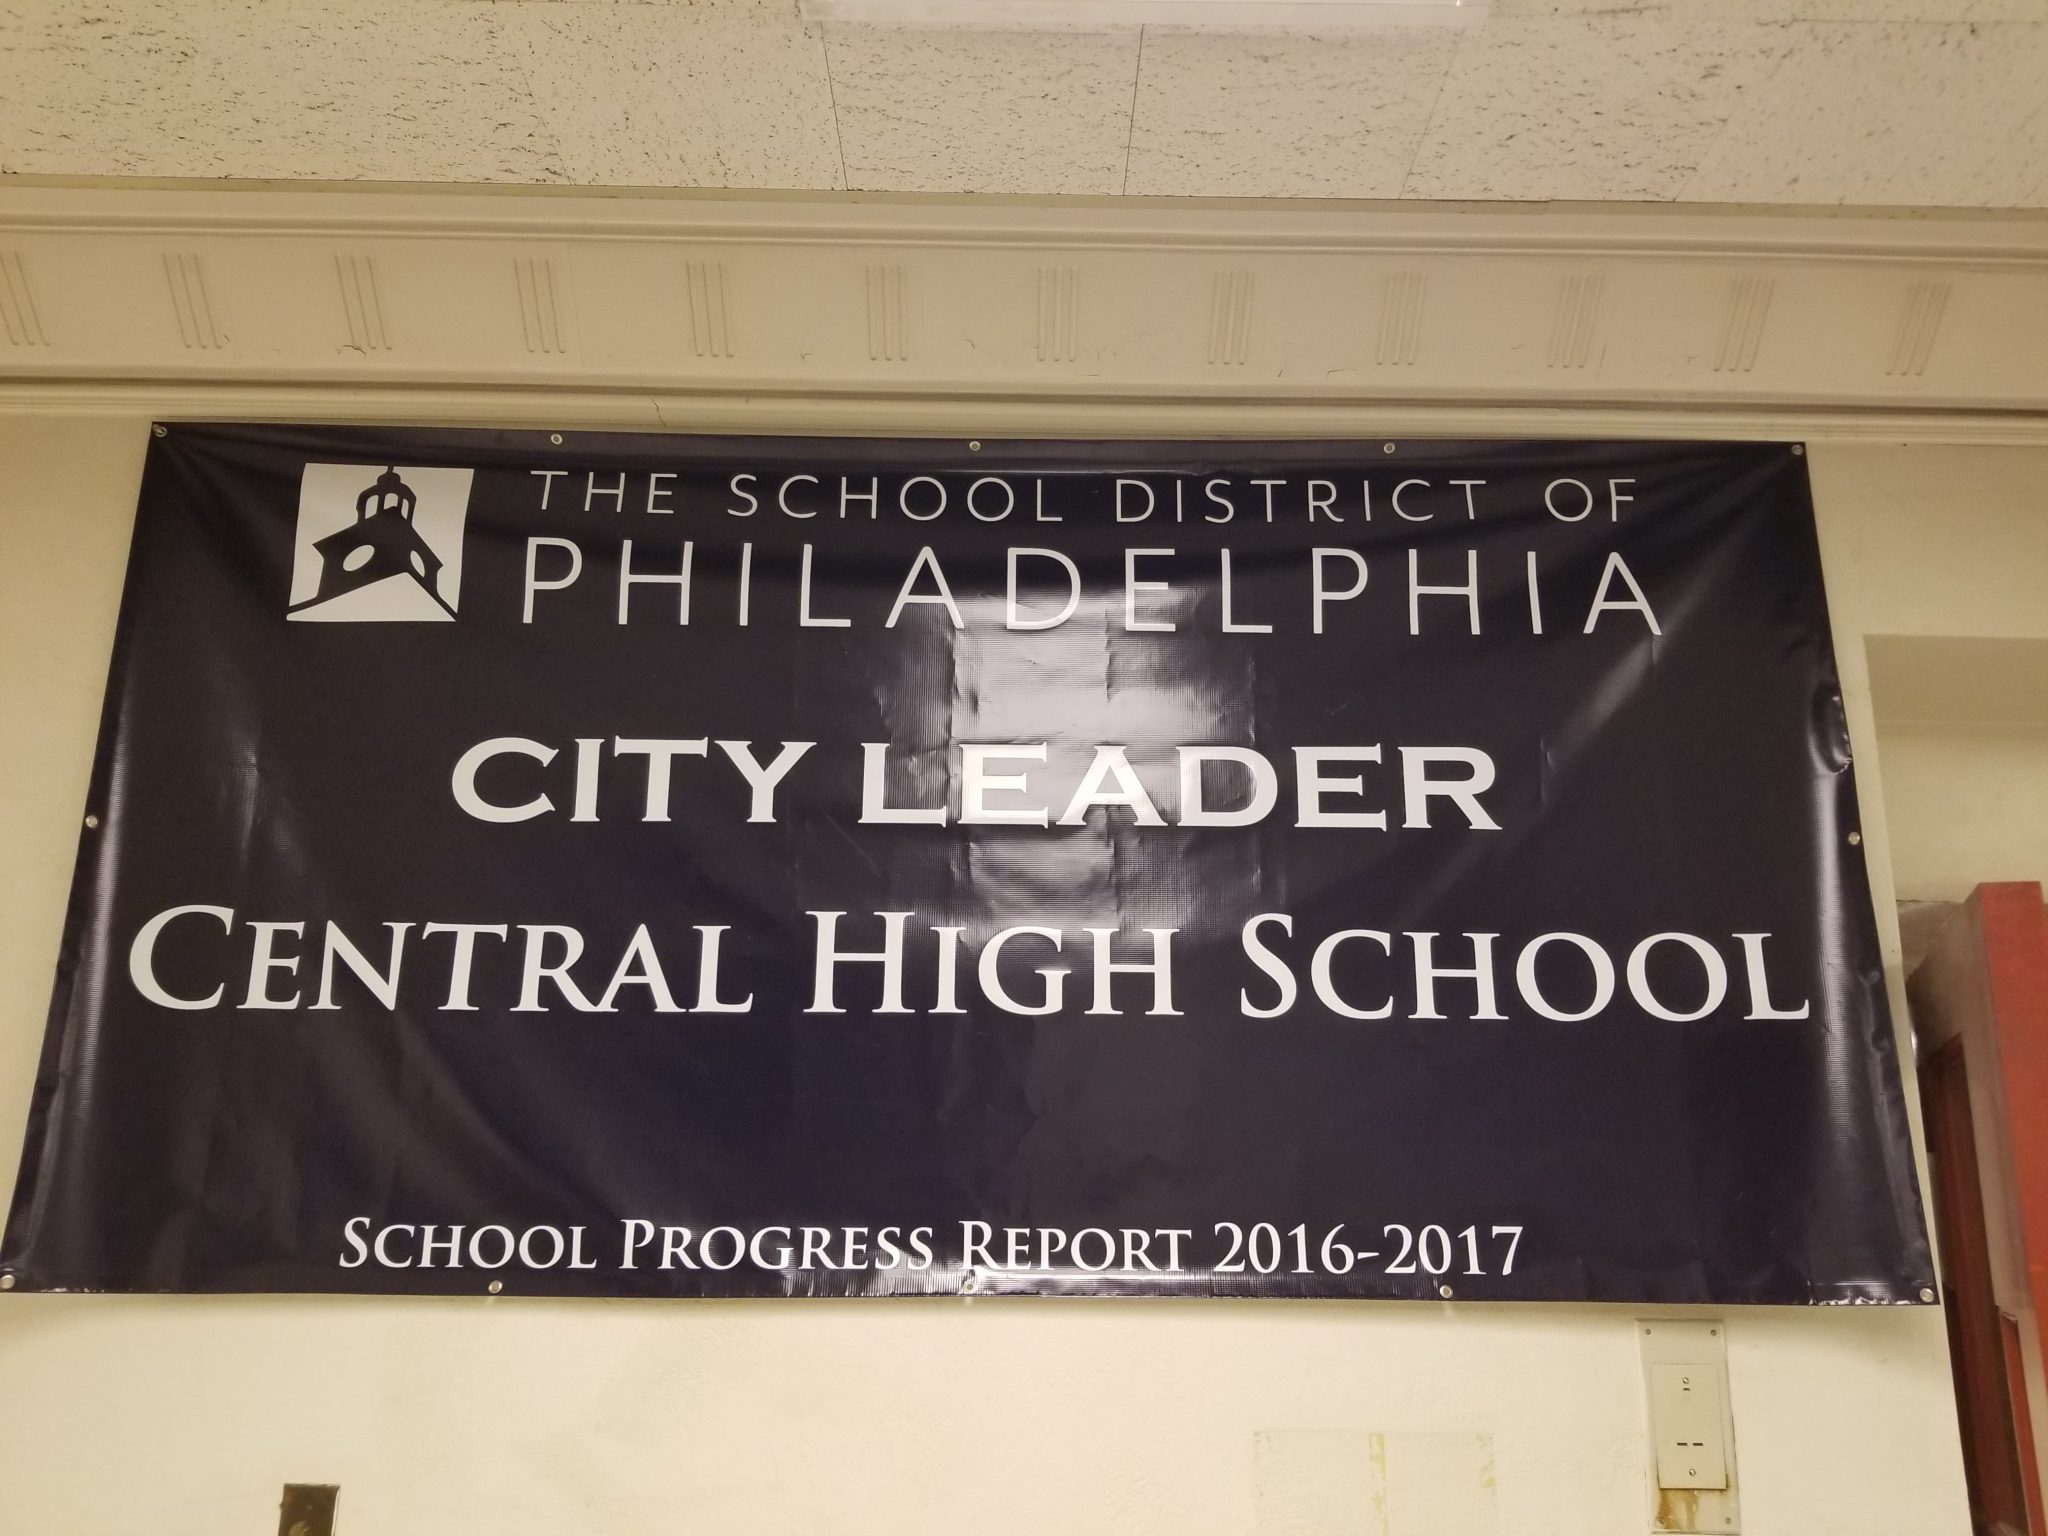 THE SCHOOL DISTRICT OF
PHILADELPHIA
CITY LEADER
CENTRAL HIGH SCHOOL
SCHOOL PROGRESS REPORT 2016-2017